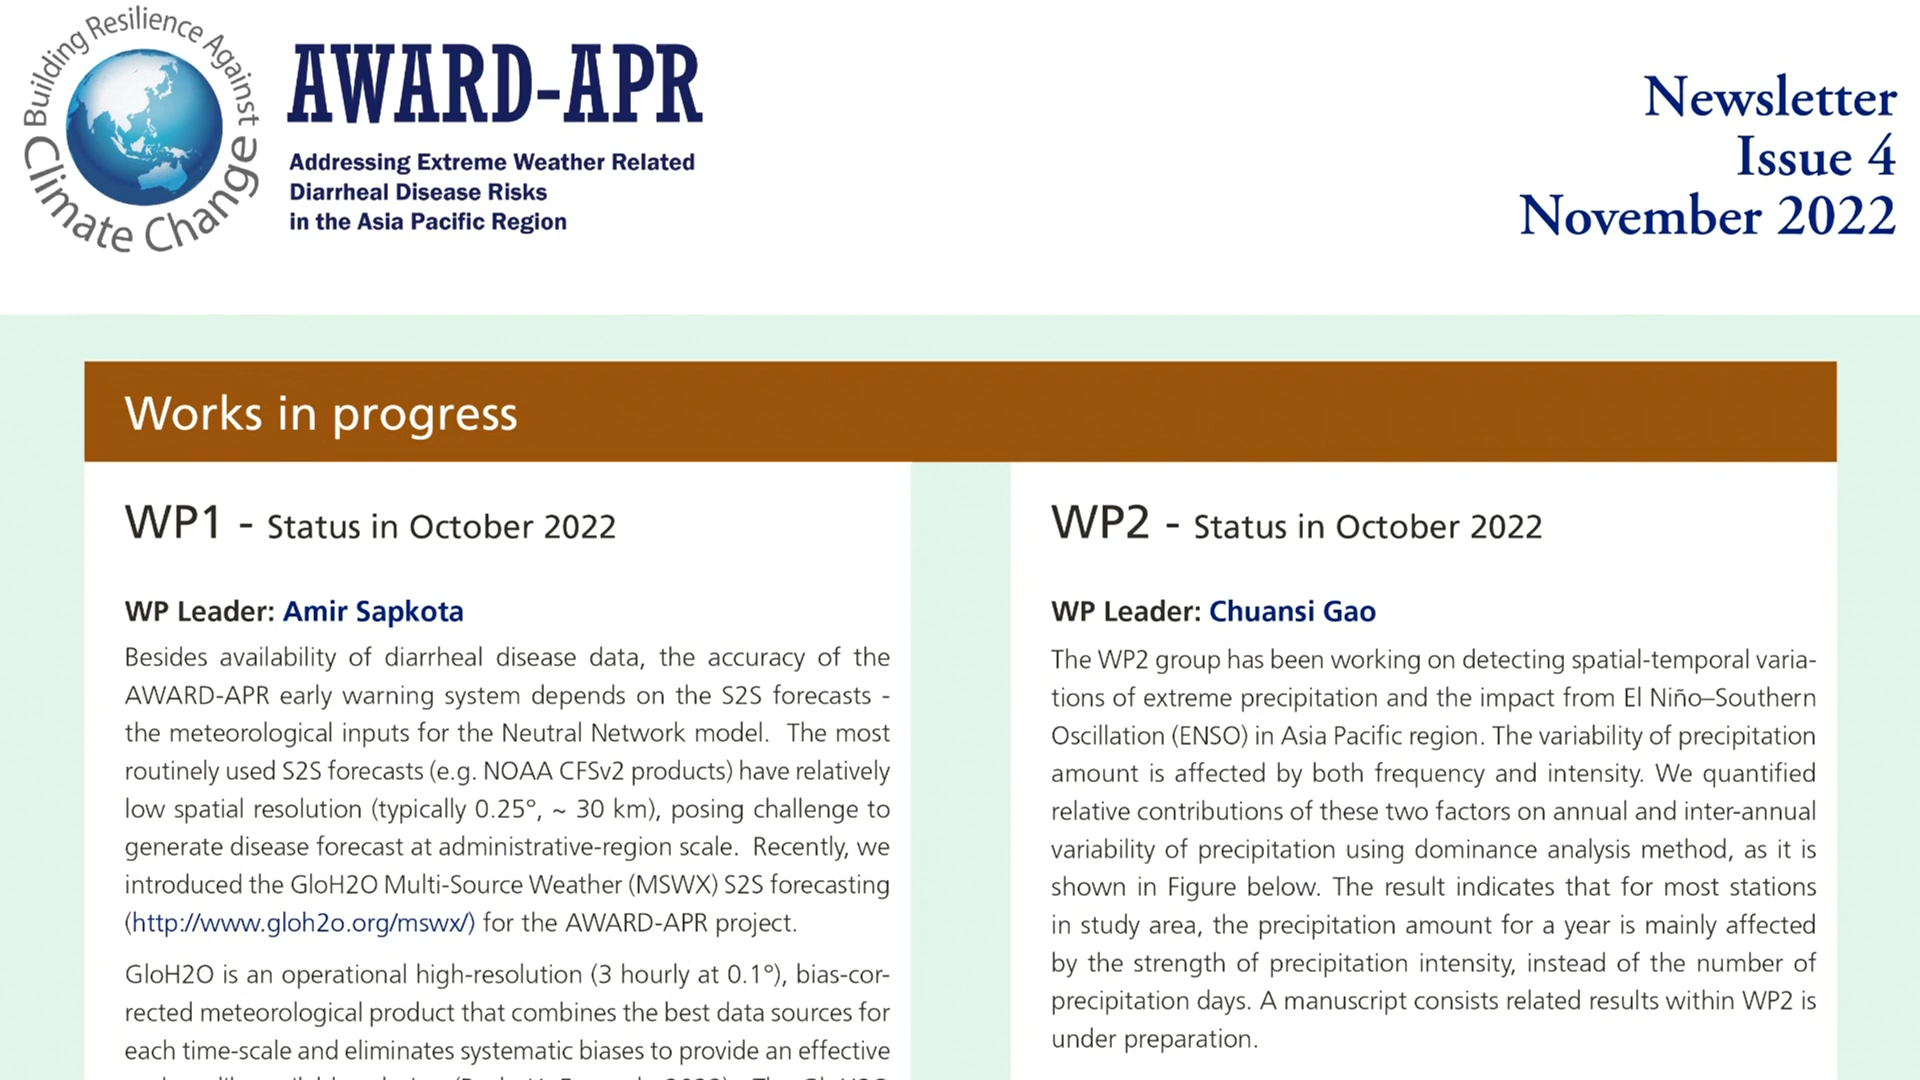 Building Resilience Against
Climate Change
AWARD-APR
Addressing Extreme Weather Related
Diarrheal Disease Risks
in the Asia Pacific Region
Newsletter
Issue 4
November 2022
Works in progress
WP1 - Status in October 2022
WP Leader: Amir Sapkota
Besides availability of diarrheal disease data, the accuracy of the
AWARD-APR early warning system depends on the S2S forecasts -
the meteorological inputs for the Neutral Network model. The most
routinely used S2S forecasts (e.g. NOAA CFSv2 products) have relatively
low spatial resolution (typically 0.25°, ~ 30 km), posing challenge to
generate disease forecast at administrative-region scale. Recently, we
introduced the GloH2O Multi-Source Weather (MSWX) S2S forecasting
(http://www.gloh2o.org/mswx/) for the AWARD-APR project.
GloH2O is an operational high-resolution (3 hourly at 0.1°), bias-cor-
rected meteorological product that combines the best data sources for
each time-scale and eliminates systematic biases to provide an effective
WP2 - Status in October 2022
WP Leader: Chuansi Gao
The WP2 group has been working on detecting spatial-temporal varia-
tions of extreme precipitation and the impact from El Niño–Southern
Oscillation (ENSO) in Asia Pacific region. The variability of precipitation
amount is affected by both frequency and intensity. We quantified
relative contributions of these two factors on annual and inter-annual
variability of precipitation using dominance analysis method, as it is
shown in Figure below. The result indicates that for most stations
in study area, the precipitation amount for a year is mainly affected
by the strength of precipitation intensity, instead of the number of
precipitation days. A manuscript consists related results within WP2 is
under preparation.